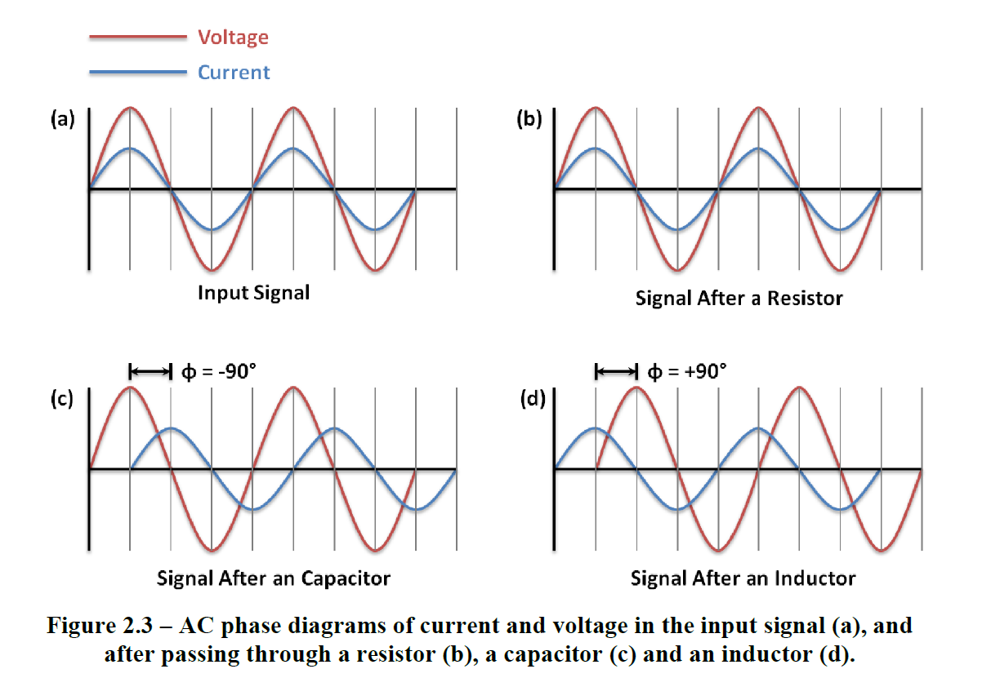 Voltage
Current
(a)
Input Signal
(b)
Signal After a Resistor
ϕ = -90°
(c)
Signal After an Capacitor
ϕ = +90°
(d)
Signal After an Inductor
Figure 2.3 – AC phase diagrams of current and voltage in the input signal (a), and
after passing through a resistor (b), a capacitor (c) and an inductor (d).